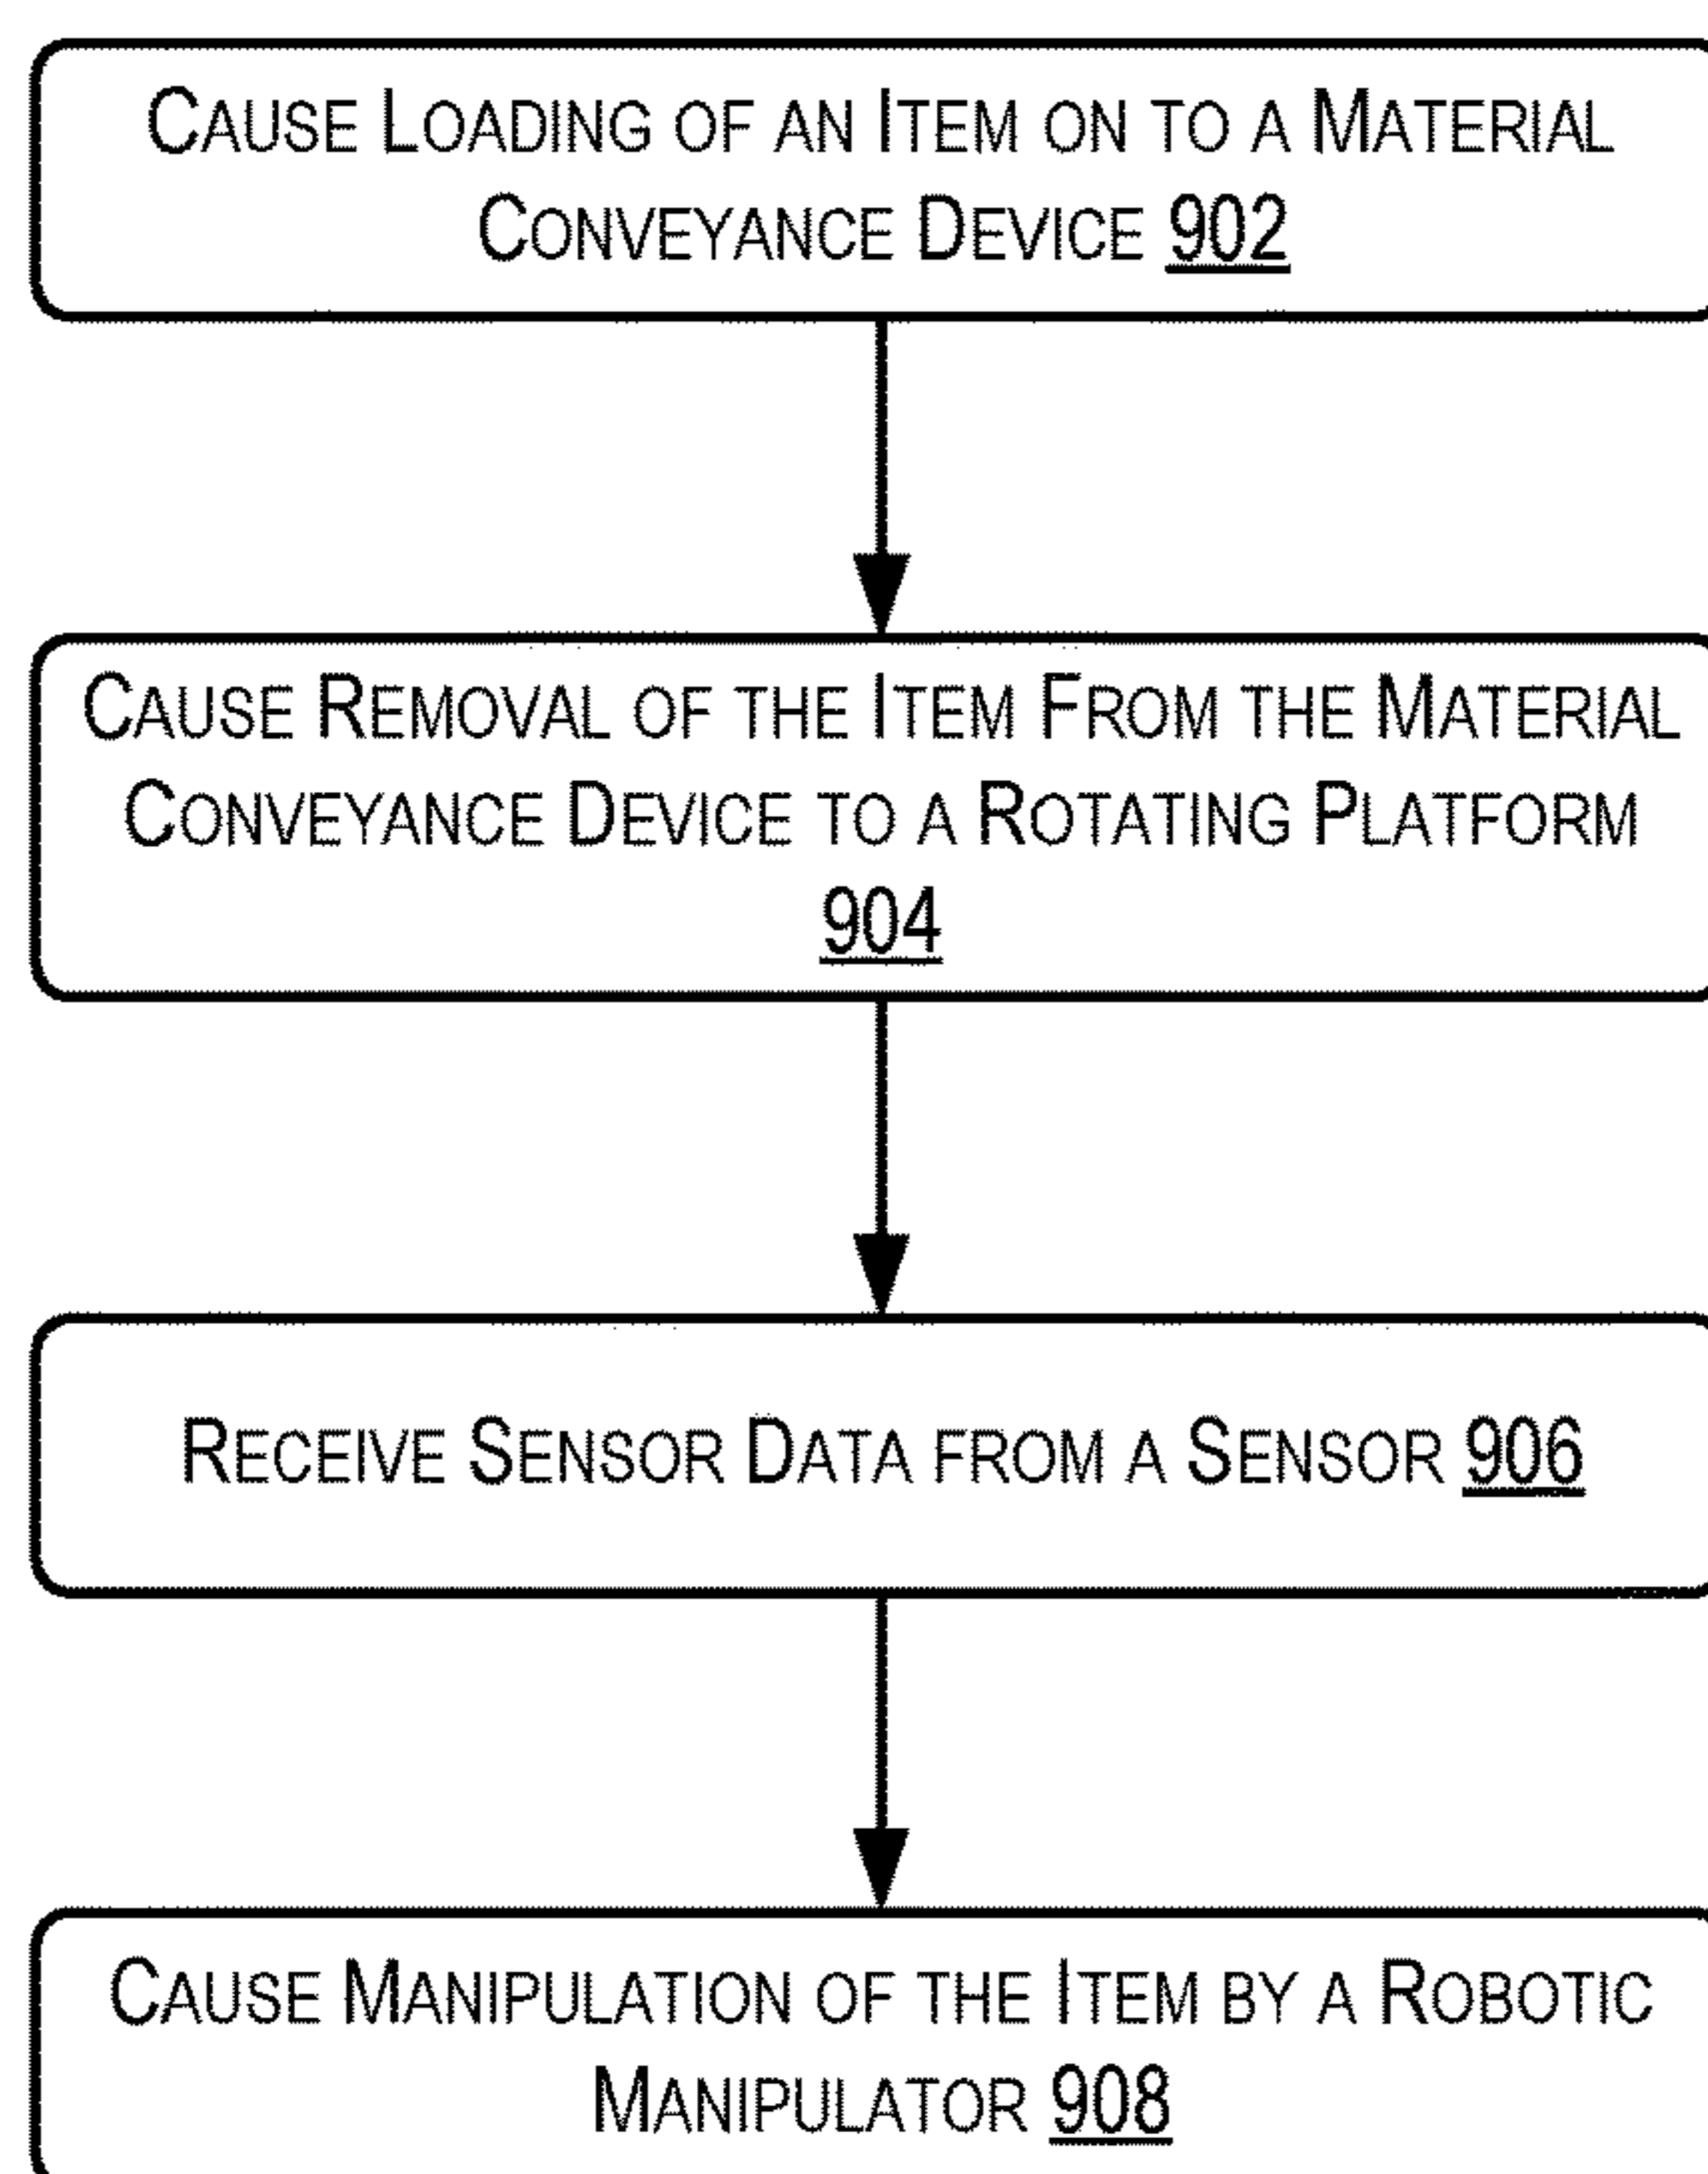 CAUSE LOADING OF AN ITEM ON TO A MATERIAL
CONVEYANCE DEVICE 902
CAUSE REMOVAL OF THE ITEM FROM THE MATERIAL
CONVEYANCE DEVICE TO A ROTATING PLATFORM
904
RECEIVE SENSOR DATA FROM A SENSOR 906
CAUSE MANIPULATION OF THE ITEM BY A ROBOTIC
MANIPULATOR 908